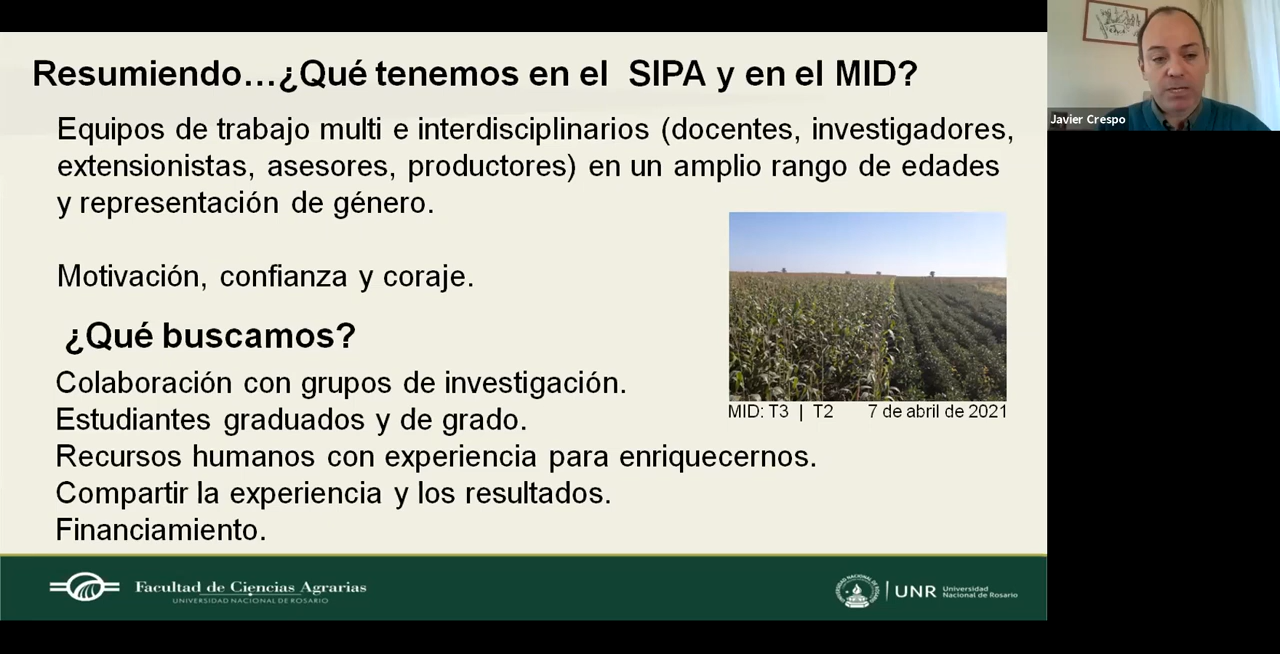 Resumiendo...¿Qué tenemos en el SIPA y en el MID?
Equipos de trabajo multi e interdisciplinarios (docentes, investigadores,
extensionistas, asesores, productores) en un amplio rango de edades
y representación de género.
Motivación, confianza y coraje.
¿Qué buscamos?
Colaboración con grupos de investigación.
Estudiantes graduados y de grado.
Recursos humanos con experiencia para enriquecernos.
Compartir la experiencia y los resultados.
Financiamiento.
MID: T3 | T2 7 de abril de 2021
Facultad de Ciencias Agrarias
UNIVERSIDAD NACIONAL DE ROSARIO
UNR
Universidad
Nacional de Rosario
Javier Crespo